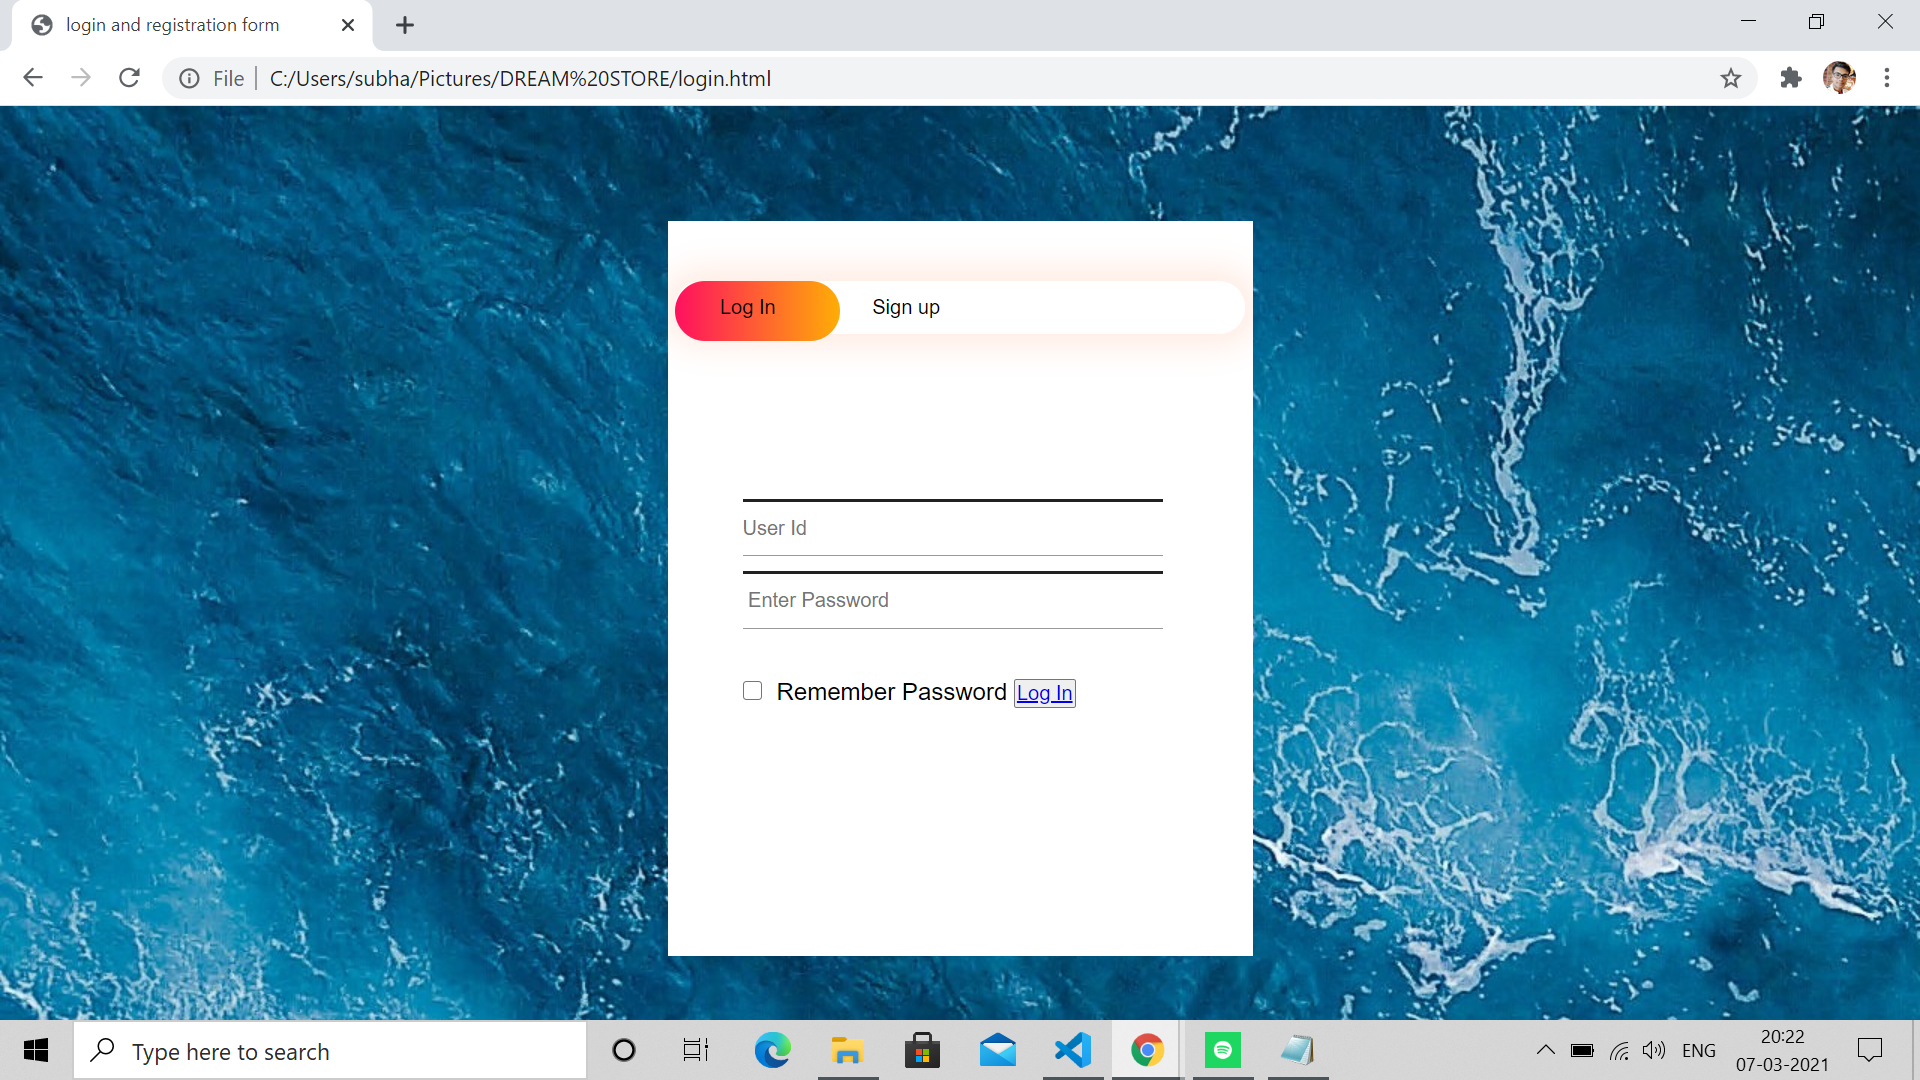 login and registration form
File C:/Users/subha/Pictures/DREAM%20STORE/login.html
Log In Sign up
User Id
Enter Password
Remember Password Log In
Type here to search
ENG
20:22
07-03-2021